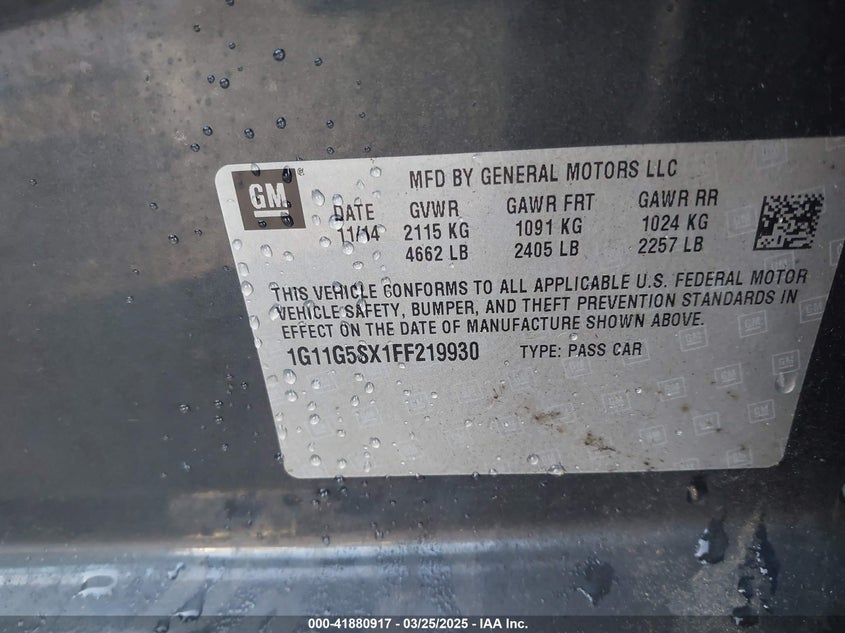 GM®
MFD BY GENERAL MOTORS LLC
DATE GVWR GAWR FRT GAWR RR
11/14 2115 KG 1091 KG 1024 KG
4662 LB 2405 LB 2257 LB
THIS VEHICLE CONFORMS TO ALL APPLICABLE U.S. FEDERAL MOTOR
VEHICLE SAFETY, BUMPER, AND THEFT PREVENTION STANDARDS IN
EFFECT ON THE DATE OF MANUFACTURE SHOWN ABOVE.
1G11G5SX1FF219930 TYPE: PASS CAR
000-41880917 - 03/25/2025 - IAA Inc.